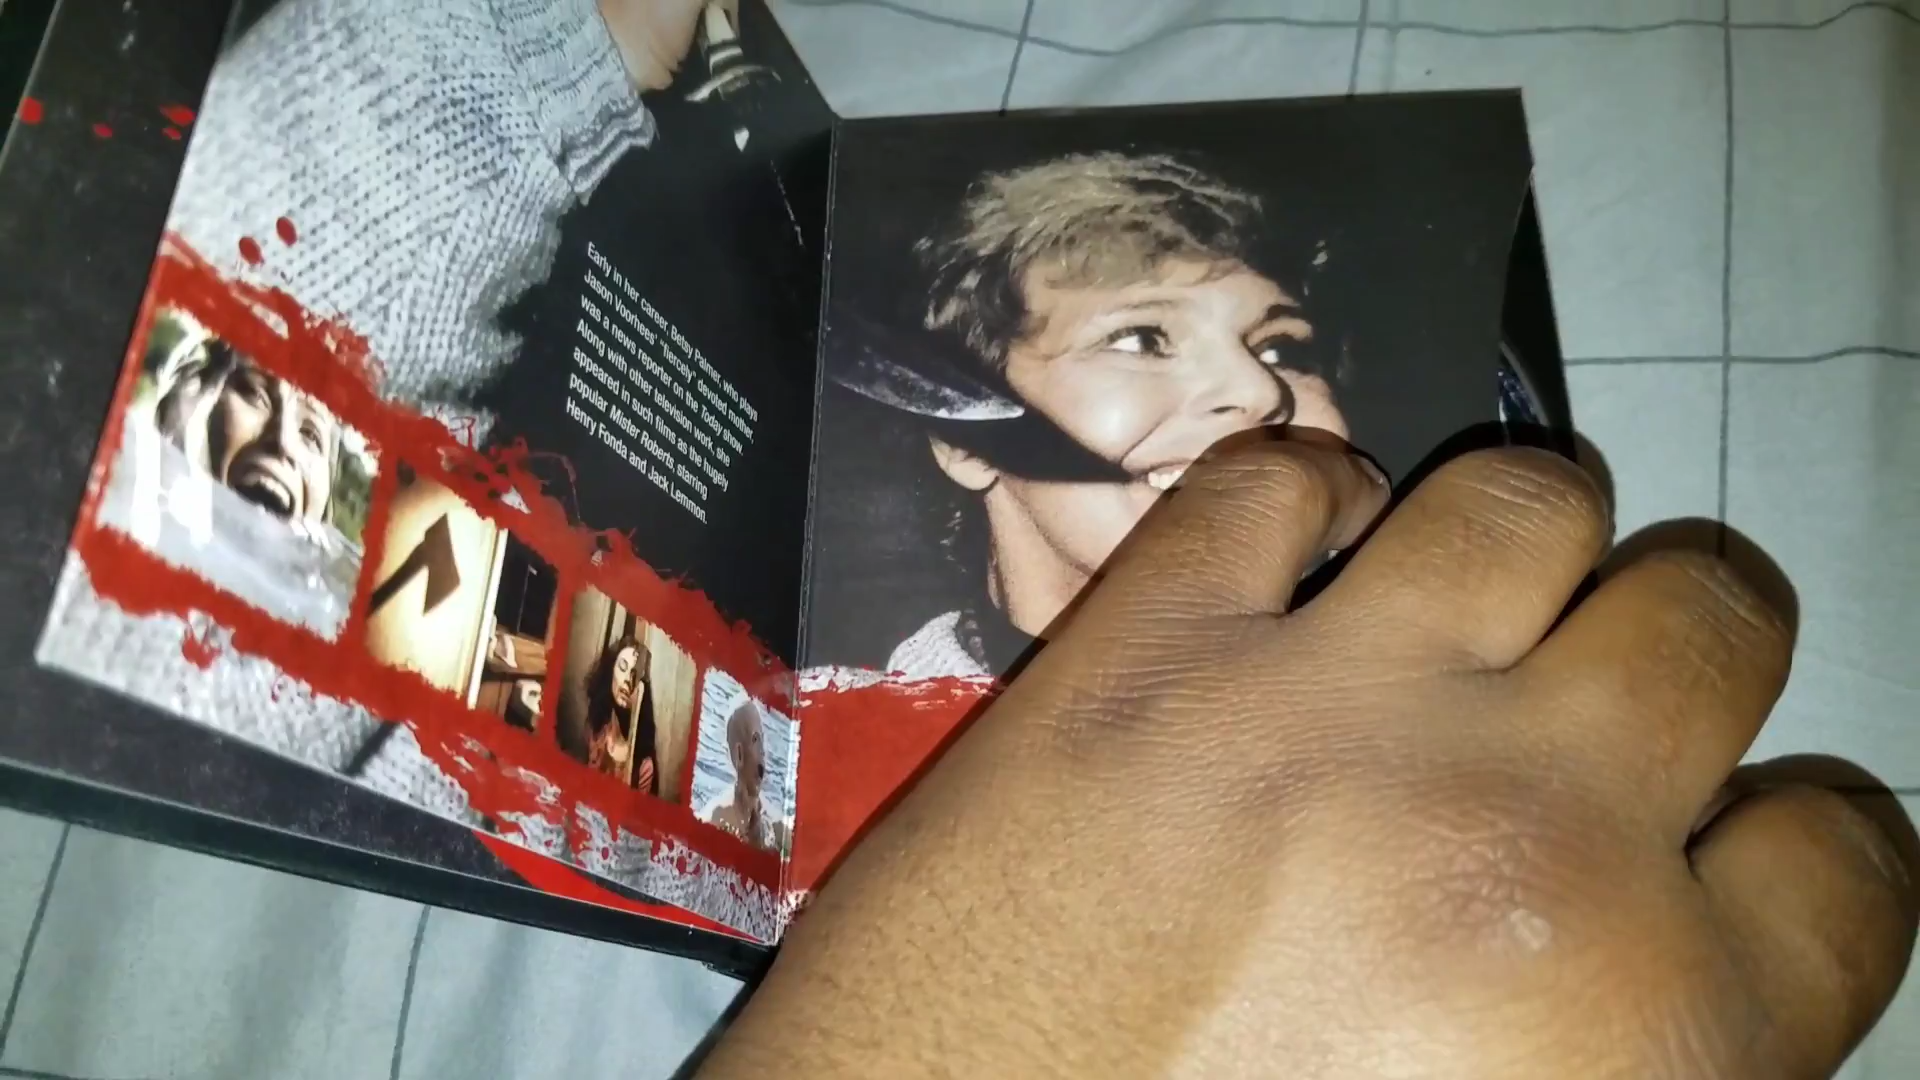 Early in her career, Betsy Palmer, who plays
Jason Voorhees' "fiercely" devoted mother,
was a news reporter on the Today show.
Along with other television work, she
appeared in such films as the hugely
popular Mister Roberts, starring
Henry Fonda and Jack Lemmon.